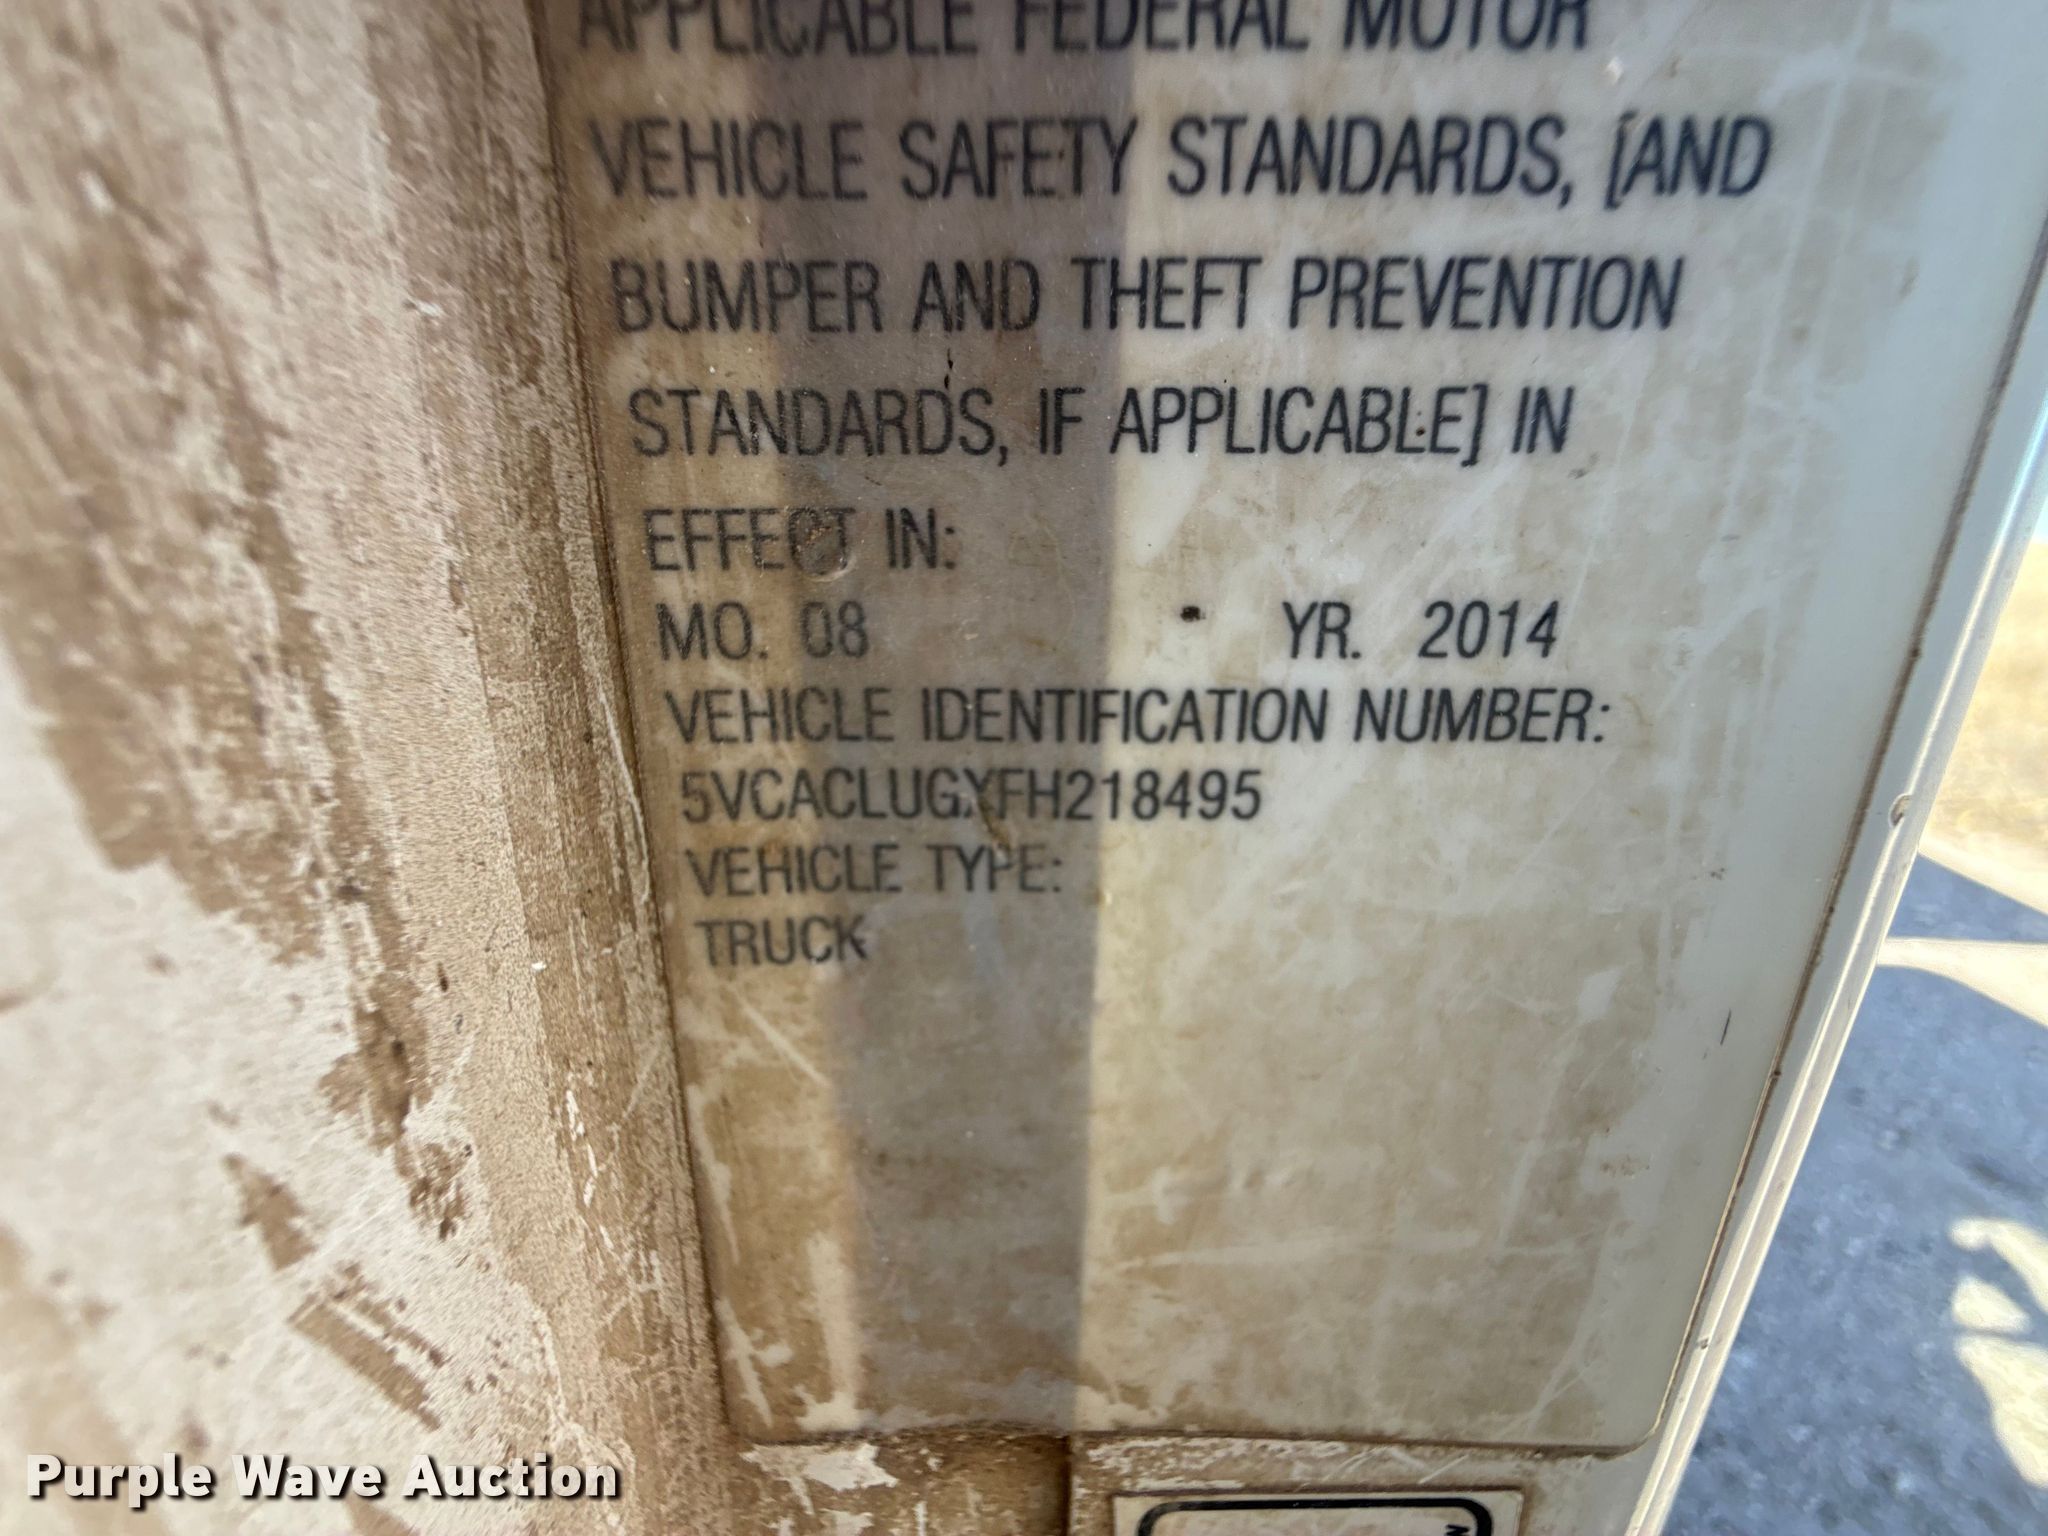 APPLICABLE FEDERAL MOTOR
VEHICLE SAFETY STANDARDS, [AND
BUMPER AND THEFT PREVENTION
STANDARDS, IF APPLICABLE] IN
EFFECT IN:
MO. 08 YR. 2014
VEHICLE IDENTIFICATION NUMBER:
5VCACLUGXFH218495
VEHICLE TYPE:
TRUCK
Purple Wave Auction